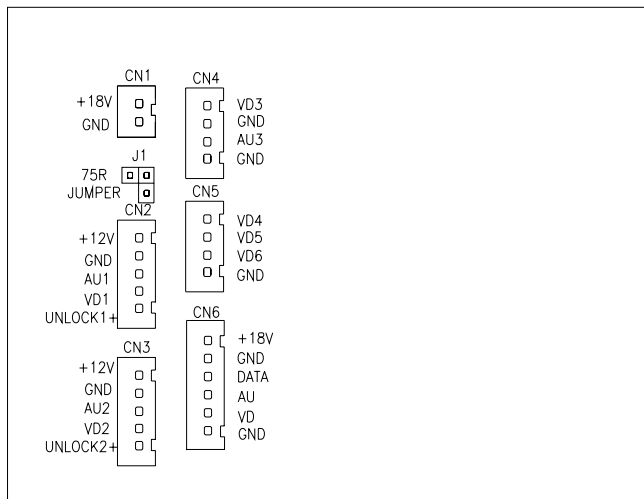 CN1
+18V
GND
J1
75R
JUMPER
CN2
+12V
GND
AU1
VD1
UNLOCK1+
CN3
+12V
GND
AU2
VD2
UNLOCK2+
CN4
VD3
GND
AU3
GND
CN5
VD4
VD5
VD6
GND
CN6
+18V
GND
DATA
AU
VD
GND